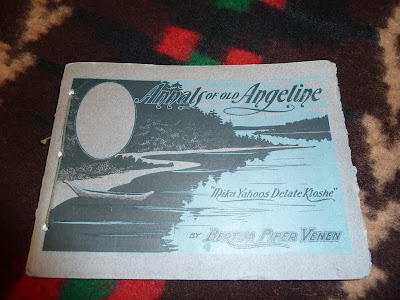 Annals OF OLD Angeline
"Mika Yahoos Delate Kloshe"
BY BERTHA PIPER VENEN